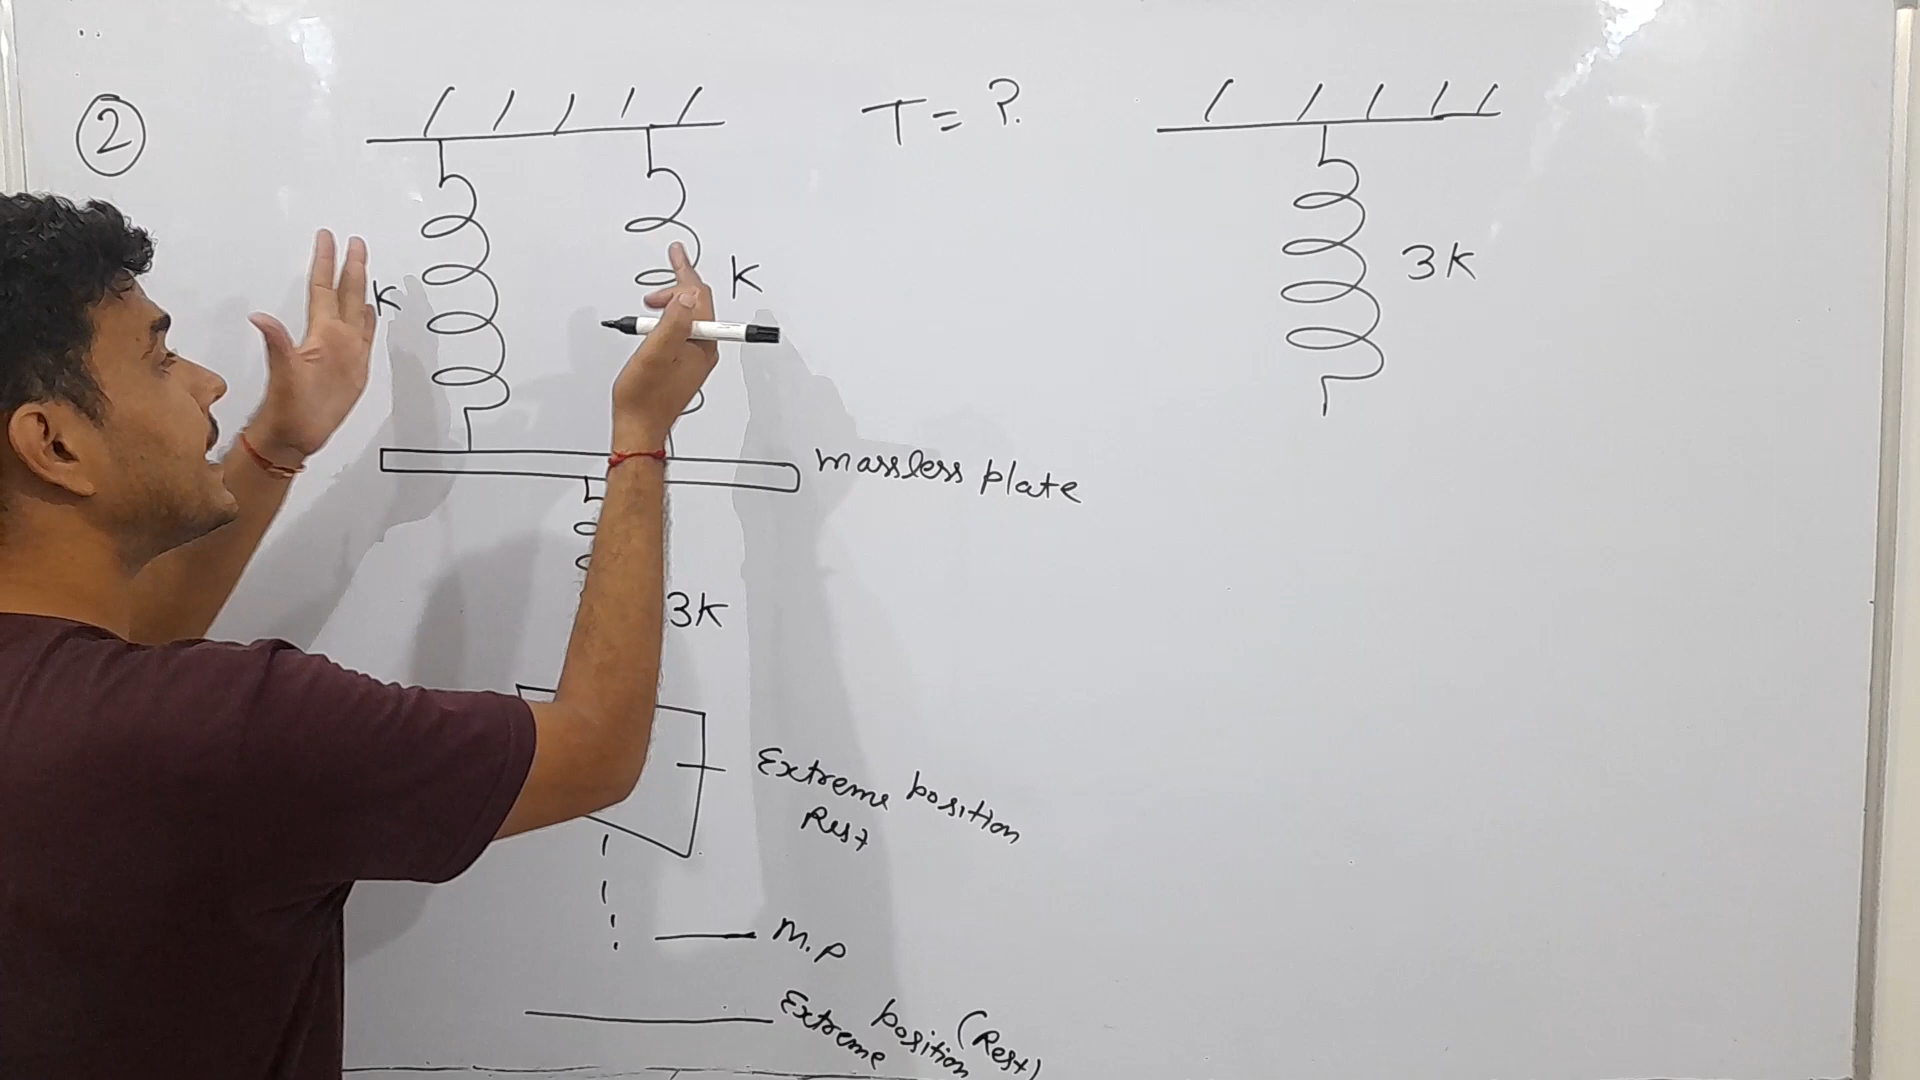 2
T = ?
K
K
3K
massless plate
3K
Extreme position
Rest
M.P
Extreme position (Rest)